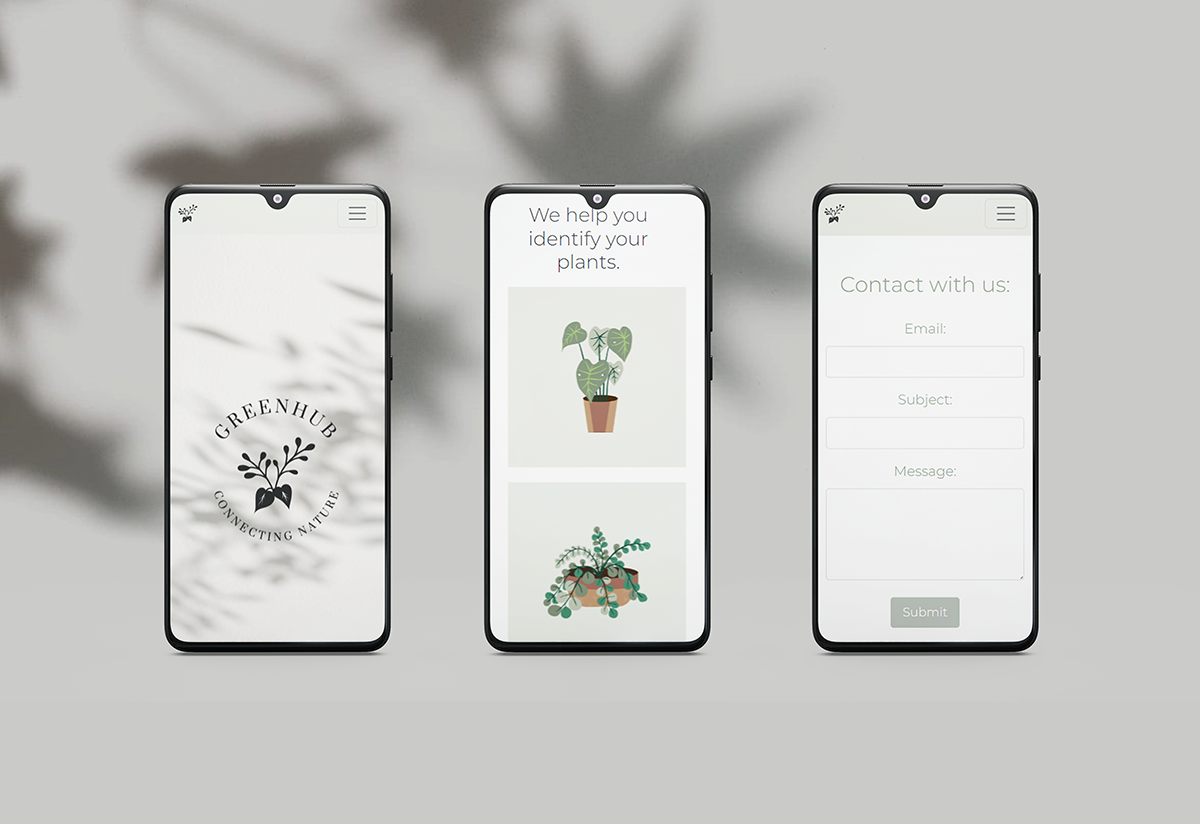 GREENHUB
CONNECTING NATURE
We help you
identify your
plants.
Contact with us:
Email:
Subject:
Message:
Submit